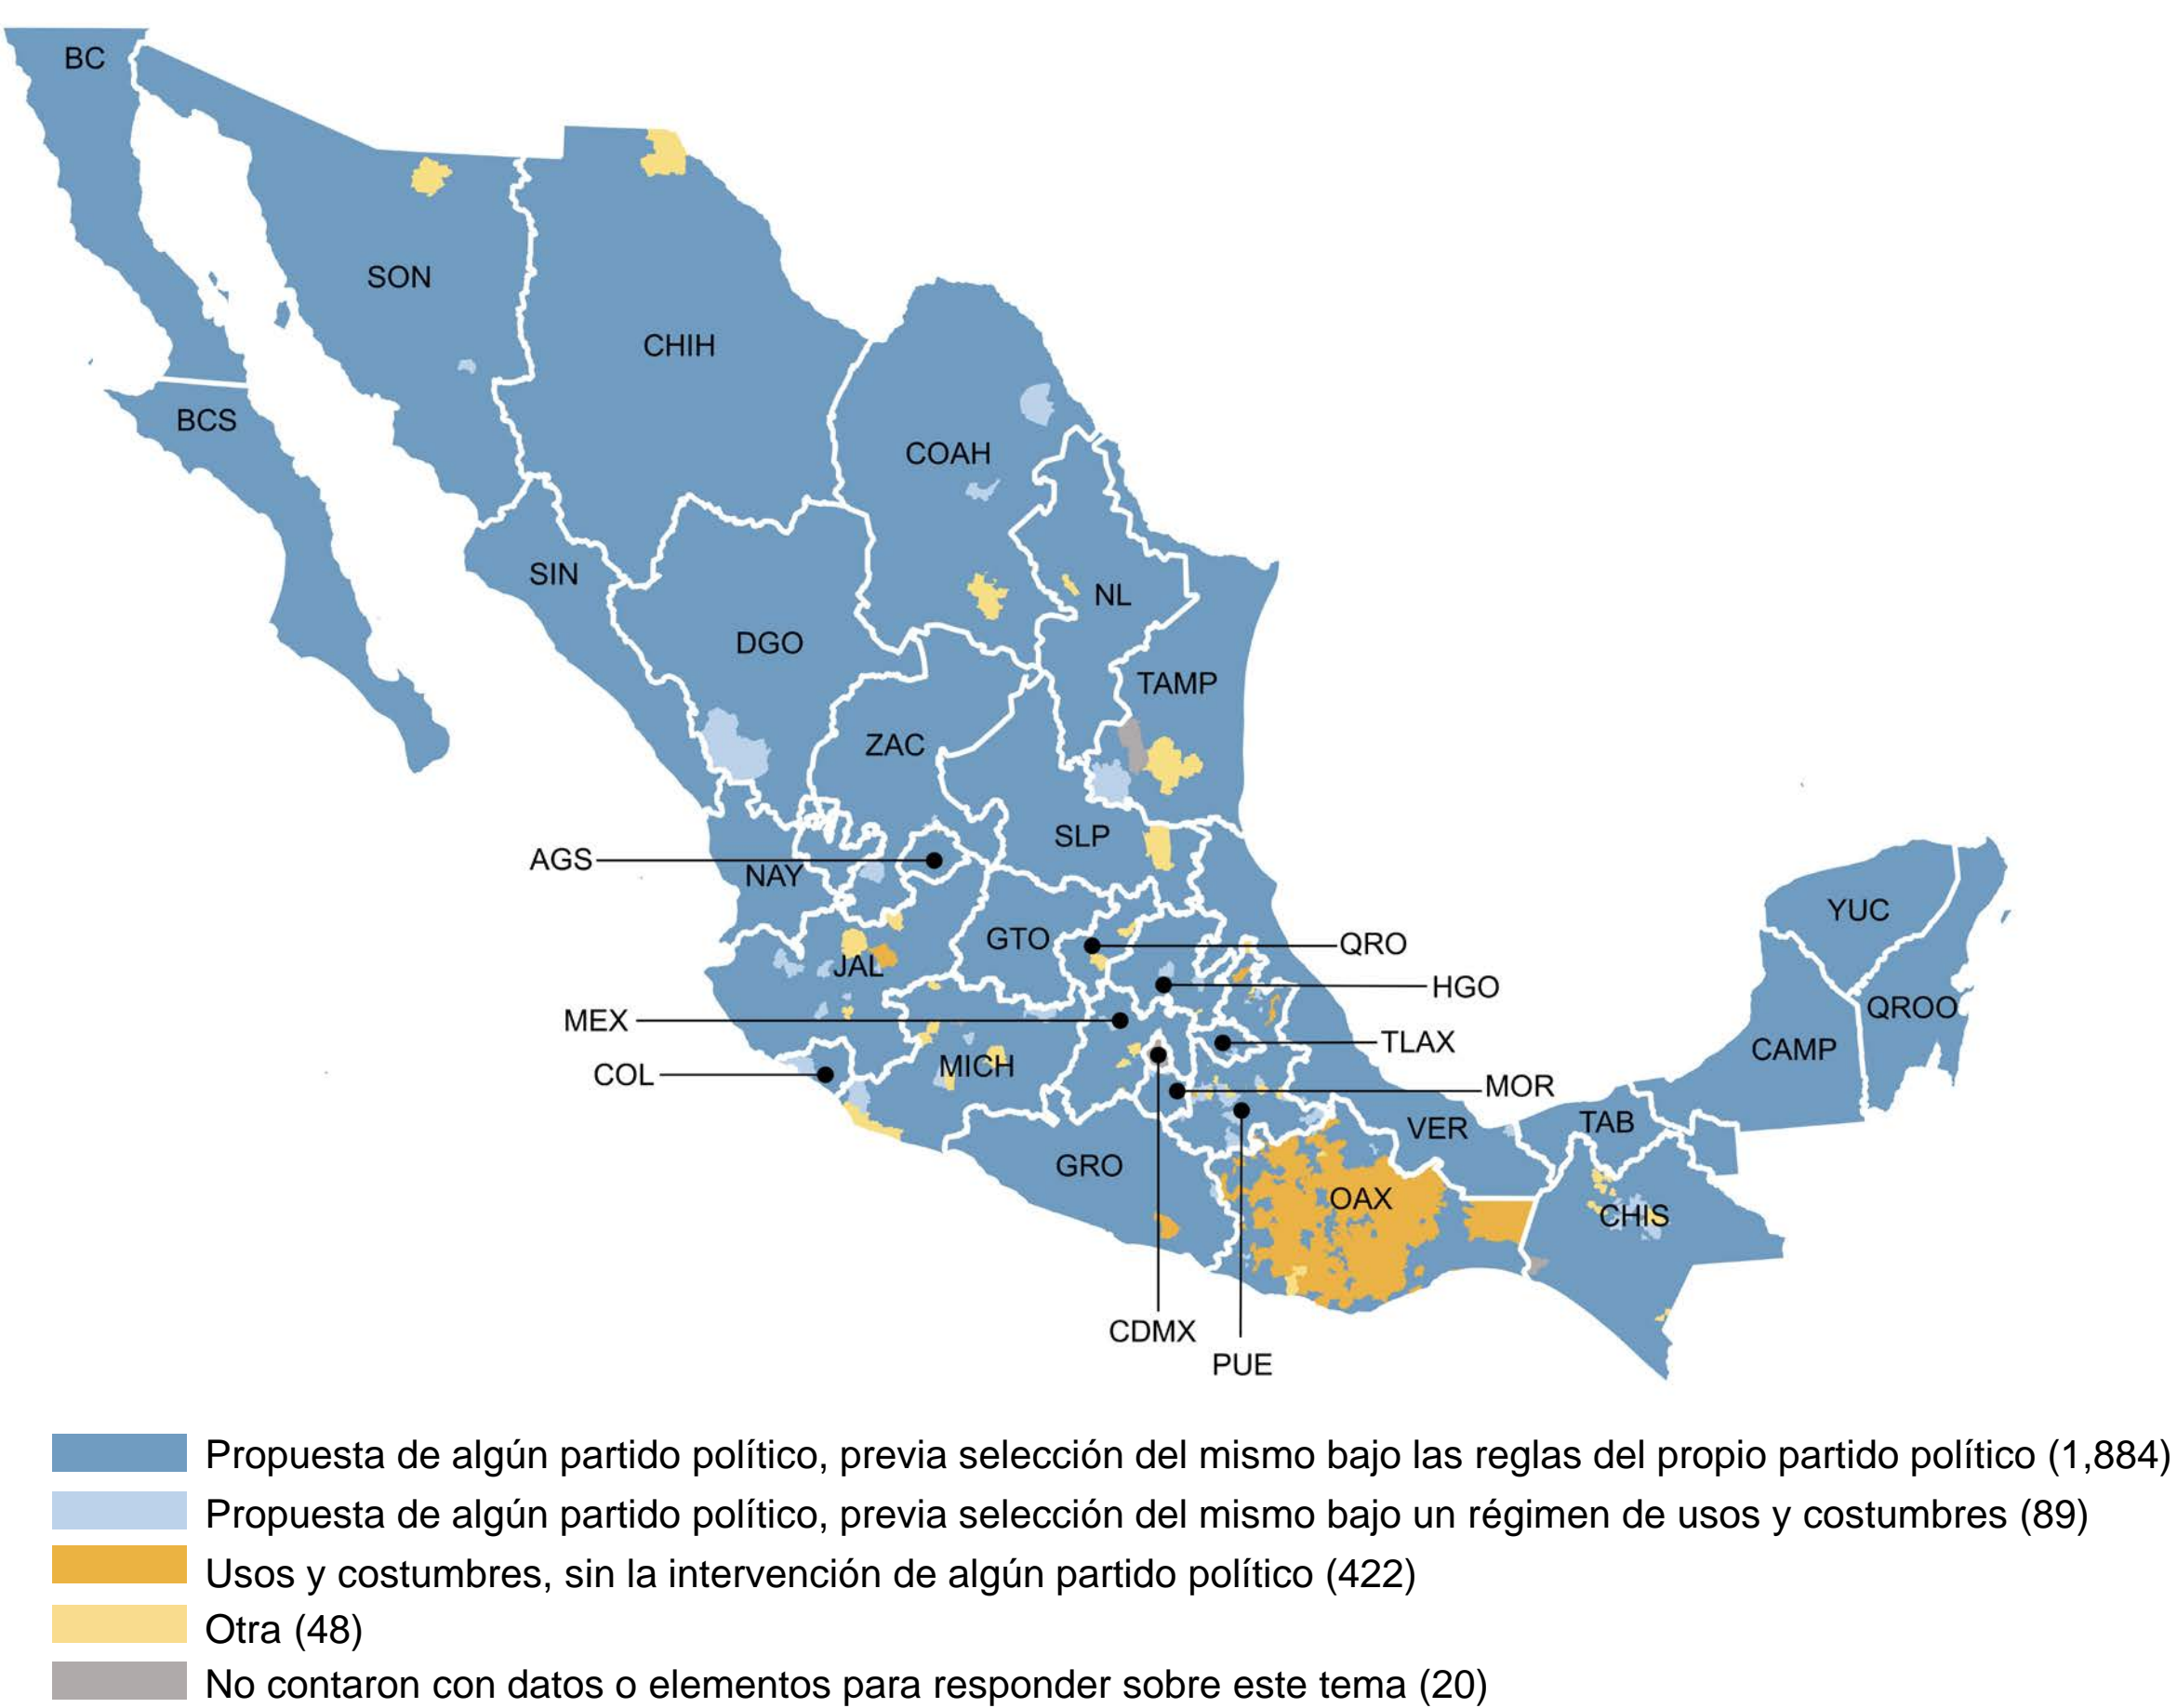 BC
SON
CHIH
BCS
COAH
SIN
NL
DGO
TAMP
ZAC
SLP
AGS
NAY
YUC
GTO
QRO
JAL
HGO
QROO
MEX
TLAX
CAMP
MICH
COL
MOR
TAB
VER
GRO
OAX
CHIS
CDMX
PUE
Propuesta de algún partido político, previa selección del mismo bajo las reglas del propio partido político (1,884)
Propuesta de algún partido político, previa selección del mismo bajo un régimen de usos y costumbres (89)
Usos y costumbres, sin la intervención de algún partido político (422)
Otra (48)
No contaron con datos o elementos para responder sobre este tema (20)